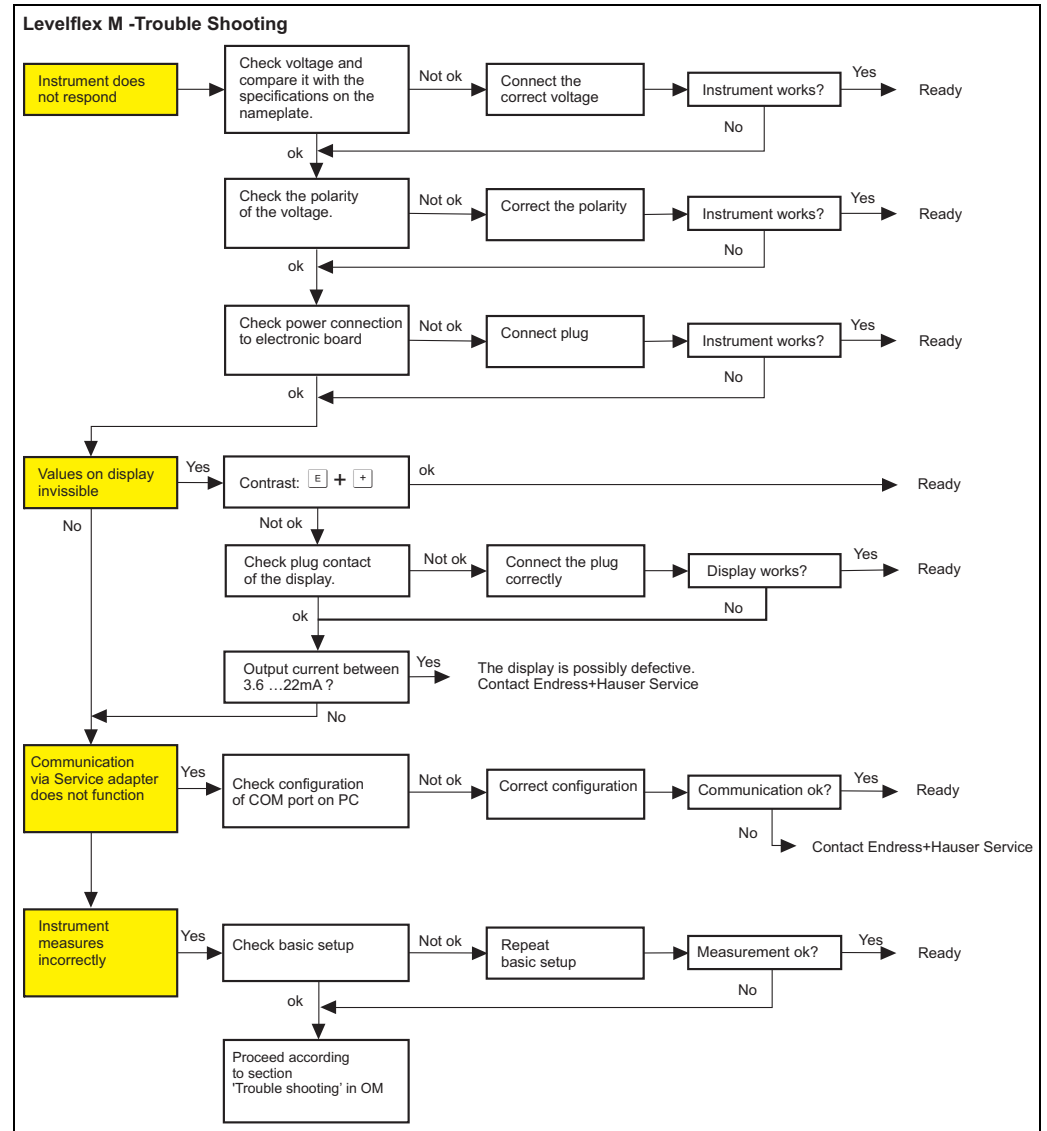 Levelflex M -Trouble Shooting
Instrument does
not respond
Check voltage and
compare it with the
specifications on the
nameplate.
Not ok
Connect the
correct voltage
Instrument works?
Yes
Ready
No
ok
Check the polarity
of the voltage.
Not ok
Correct the polarity
Instrument works?
Yes
Ready
No
ok
Check power connection
to electronic board
Not ok
Connect plug
Instrument works?
Yes
Ready
No
ok
Values on display
invissible
Yes
Contrast: E + +
ok
Ready
No
Not ok
Check plug contact
of the display.
Not ok
Connect the plug
correctly
Display works?
Yes
Ready
No
ok
Output current between
3.6 ...22mA ?
Yes
The display is possibly defective.
Contact Endress+Hauser Service
No
Communication
via Service adapter
does not function
Yes
Check configuration
of COM port on PC
Not ok
Correct configuration
Communication ok?
Yes
Ready
No
Contact Endress+Hauser Service
Instrument
measures
incorrectly
Yes
Check basic setup
Not ok
Repeat
basic setup
Measurement ok?
Yes
Ready
No
ok
Proceed according
to section
'Trouble shooting' in OM